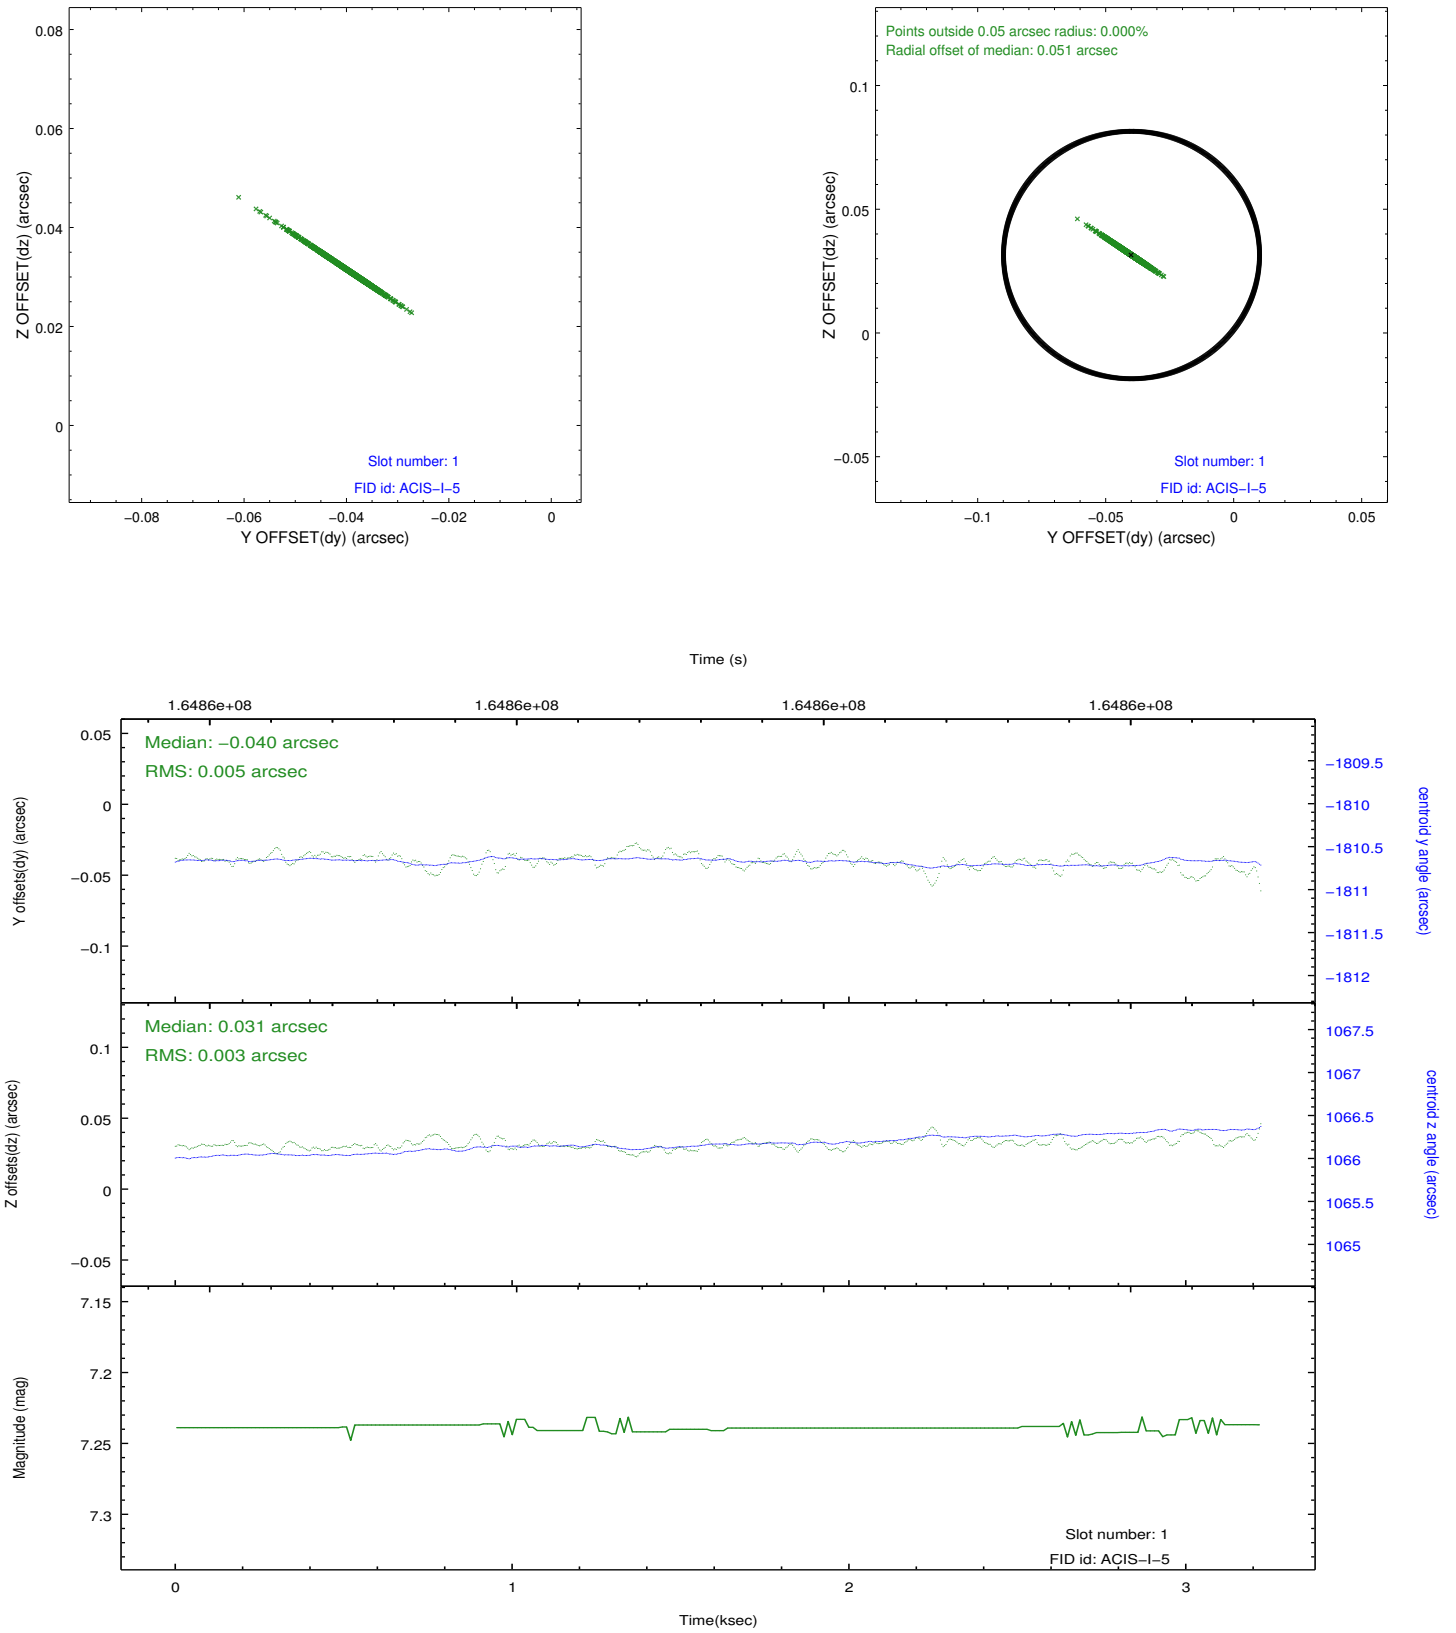 0.08
0.06
0.04
0.02
0
Z OFFSET(dz) (arcsec)
Slot number: 1
FID id: ACIS−I−5
−0.08 −0.06 −0.04 −0.02 0
Y OFFSET(dy) (arcsec)
Points outside 0.05 arcsec radius: 0.000%
Radial offset of median: 0.051 arcsec
0.1
0.05
0
−0.05
Z OFFSET(dz) (arcsec)
Slot number: 1
FID id: ACIS−I−5
−0.1 −0.05 0 0.05
Y OFFSET(dy) (arcsec)
Time (s)
1.6486e+08 1.6486e+08 1.6486e+08 1.6486e+08
Median: −0.040 arcsec
RMS: 0.005 arcsec
0.05
0
−0.05
−0.1
Y offsets(dy) (arcsec)
−1809.5
−1810
−1810.5
−1811
−1811.5
−1812
centroid y angle (arcsec)
Median: 0.031 arcsec
RMS: 0.003 arcsec
0.1
0.05
0
−0.05
Z offsets(dz) (arcsec)
1067.5
1067
1066.5
1066
1065.5
1065
centroid z angle (arcsec)
7.15
7.2
7.25
7.3
Magnitude (mag)
Slot number: 1
FID id: ACIS−I−5
0 1 2 3
Time(ksec)